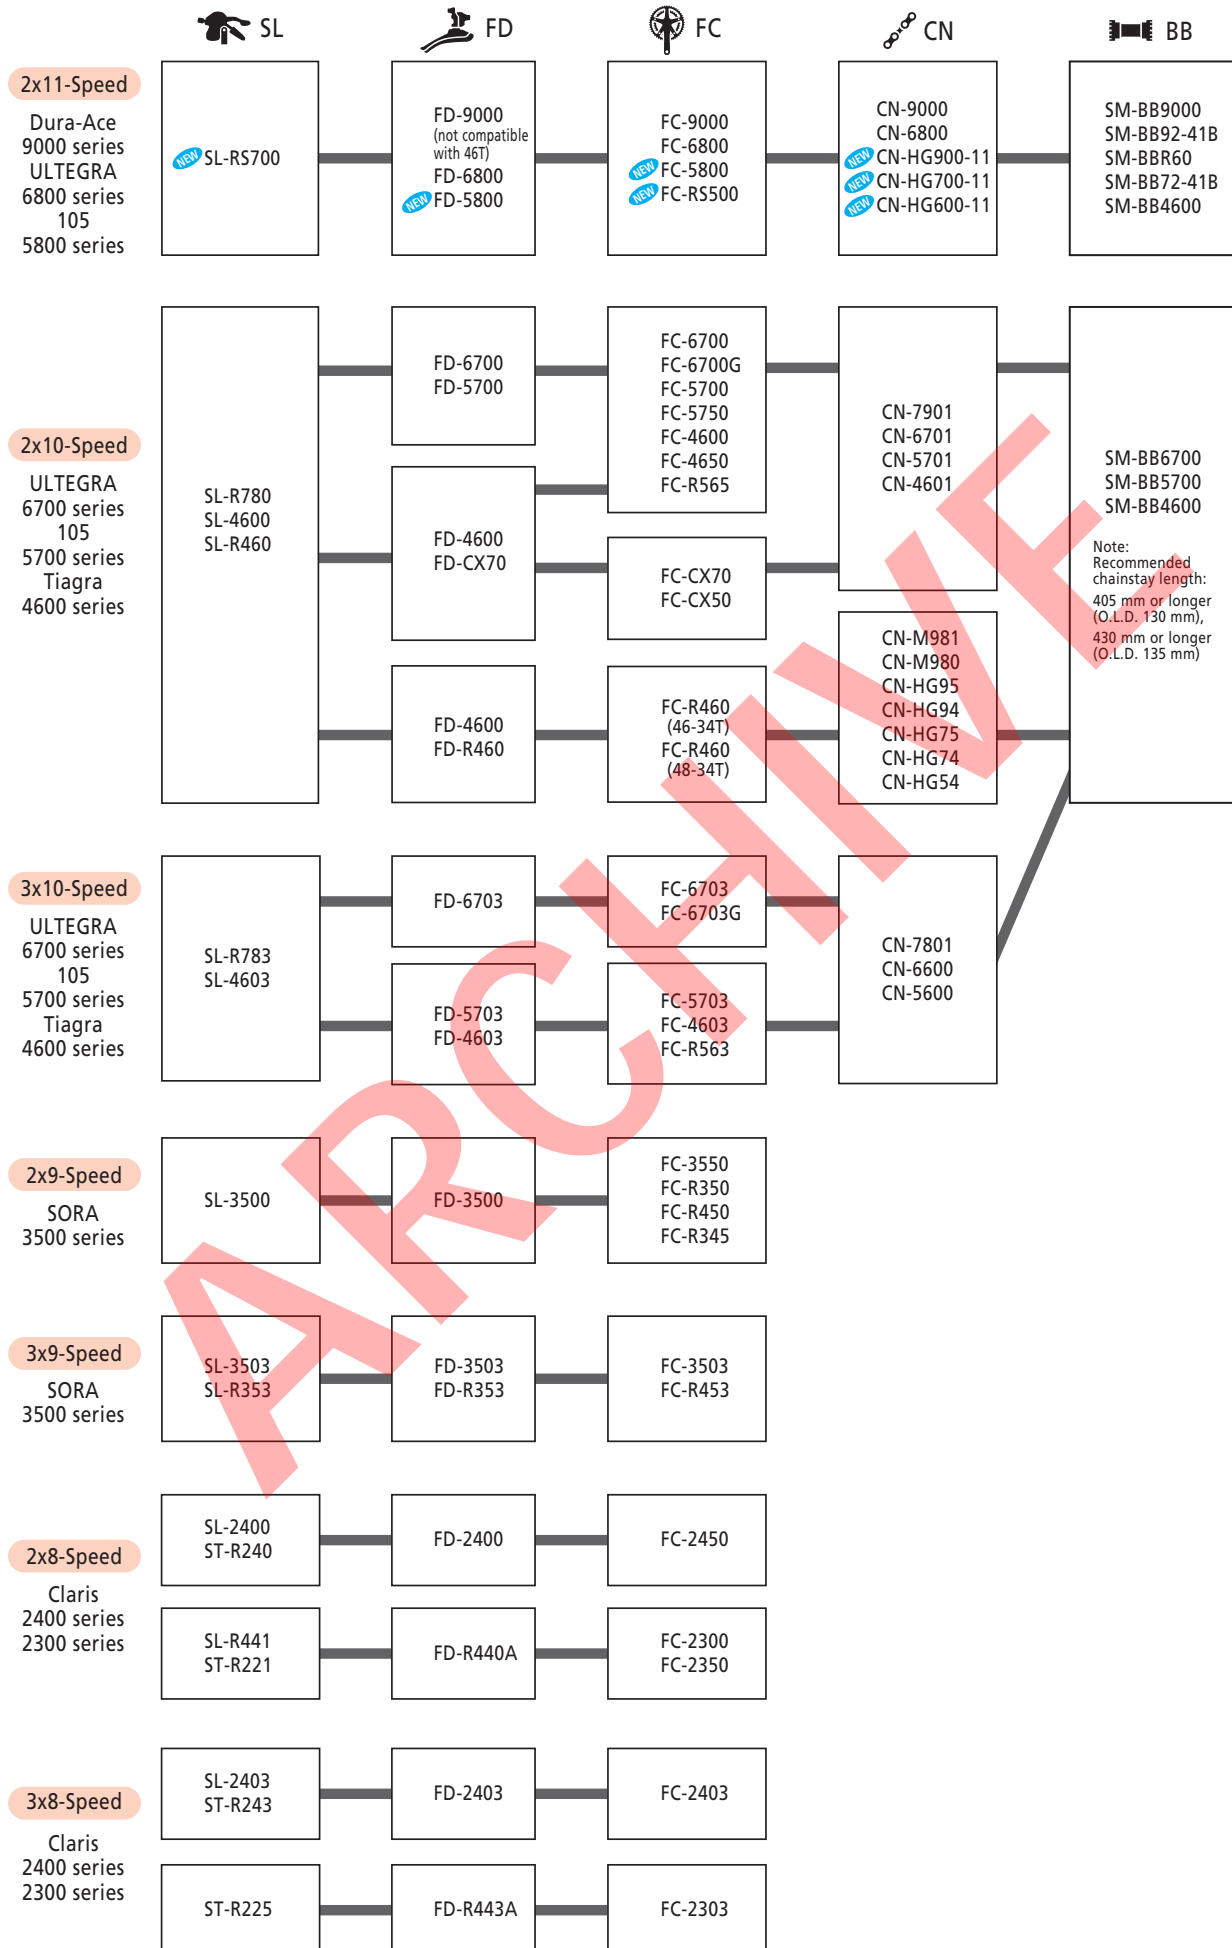 SL
FD
FC
CN
BB
2x11-Speed
Dura-Ace
9000 series
ULTEGRA
6800 series
105
5800 series
NEW SL-RS700
FD-9000
(not compatible
with 46T)
FD-6800
NEW FD-5800
FC-9000
FC-6800
NEW FC-5800
NEW FC-RS500
CN-9000
CN-6800
NEW CN-HG900-11
NEW CN-HG700-11
NEW CN-HG600-11
SM-BB9000
SM-BB92-41B
SM-BBR60
SM-BB72-41B
SM-BB4600
2x10-Speed
ULTEGRA
6700 series
105
5700 series
Tiagra
4600 series
SL-R780
SL-4600
SL-R460
FD-6700
FD-5700
FD-4600
FD-CX70
FD-4600
FD-R460
FC-6700
FC-6700G
FC-5700
FC-5750
FC-4600
FC-4650
FC-R565
FC-CX70
FC-CX50
FC-R460
(46-34T)
FC-R460
(48-34T)
CN-7901
CN-6701
CN-5701
CN-4601
CN-M981
CN-M980
CN-HG95
CN-HG94
CN-HG75
CN-HG74
CN-HG54
SM-BB6700
SM-BB5700
SM-BB4600
Note:
Recommended
chainstay length:
405 mm or longer
(O.L.D. 130 mm),
430 mm or longer
(O.L.D. 135 mm)
3x10-Speed
ULTEGRA
6700 series
105
5700 series
Tiagra
4600 series
SL-R783
SL-4603
FD-6703
FD-5703
FD-4603
FC-6703
FC-6703G
FC-5703
FC-4603
FC-R563
CN-7801
CN-6600
CN-5600
2x9-Speed
SORA
3500 series
SL-3500
FD-3500
FC-3550
FC-R350
FC-R450
FC-R345
3x9-Speed
SORA
3500 series
SL-3503
SL-R353
FD-3503
FD-R353
FC-3503
FC-R453
2x8-Speed
Claris
2400 series
2300 series
SL-2400
ST-R240
FD-2400
FC-2450
SL-R441
ST-R221
FD-R440A
FC-2300
FC-2350
3x8-Speed
Claris
2400 series
2300 series
SL-2403
ST-R243
FD-2403
FC-2403
ST-R225
FD-R443A
FC-2303
ARCHIVE